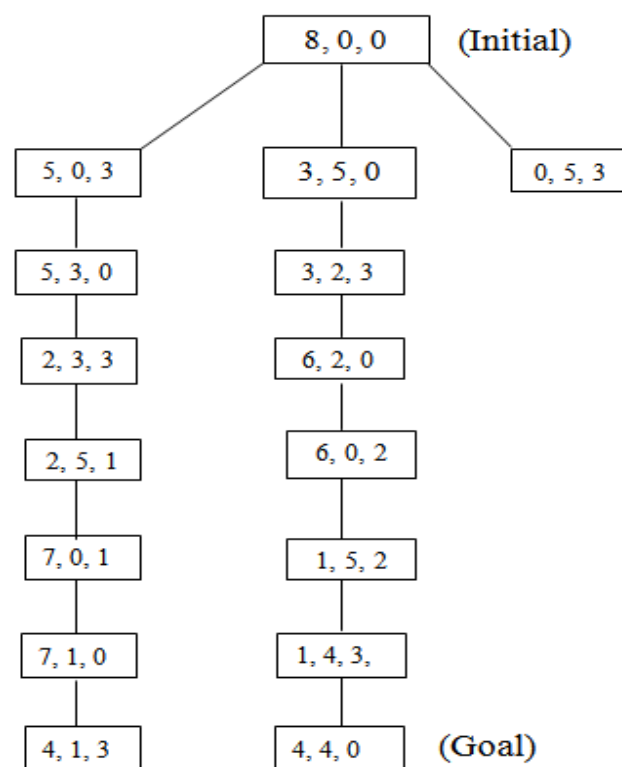 8, 0, 0 (Initial)
5, 0, 3 3, 5, 0 0, 5, 3
5, 3, 0 3, 2, 3
2, 3, 3 6, 2, 0
2, 5, 1 6, 0, 2
7, 0, 1 1, 5, 2
7, 1, 0 1, 4, 3,
4, 1, 3 4, 4, 0 (Goal)